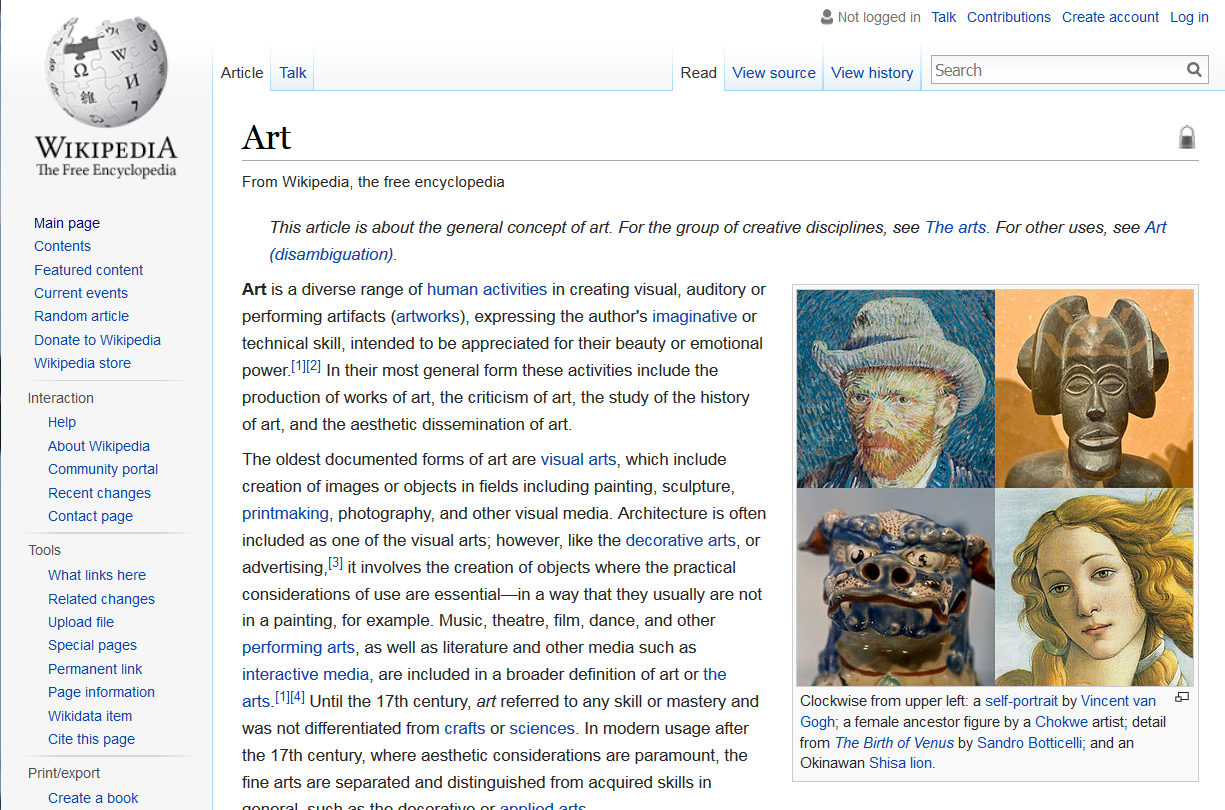 Not logged in Talk Contributions Create account Log in
Article Talk Read View source View history Search
WIKIPEDIA
The Free Encyclopedia
Main page
Contents
Featured content
Current events
Random article
Donate to Wikipedia
Wikipedia store
Interaction
Help
About Wikipedia
Community portal
Recent changes
Contact page
Tools
What links here
Related changes
Upload file
Special pages
Permanent link
Page information
Wikidata item
Cite this page
Print/export
Create a book
Art
From Wikipedia, the free encyclopedia
This article is about the general concept of art. For the group of creative disciplines, see The arts. For other uses, see Art
(disambiguation).
Art is a diverse range of human activities in creating visual, auditory or
performing artifacts (artworks), expressing the author's imaginative or
technical skill, intended to be appreciated for their beauty or emotional
power.[1][2] In their most general form these activities include the
production of works of art, the criticism of art, the study of the history
of art, and the aesthetic dissemination of art.
The oldest documented forms of art are visual arts, which include
creation of images or objects in fields including painting, sculpture,
printmaking, photography, and other visual media. Architecture is often
included as one of the visual arts; however, like the decorative arts, or
advertising,[3] it involves the creation of objects where the practical
considerations of use are essential—in a way that they usually are not
in a painting, for example. Music, theatre, film, dance, and other
performing arts, as well as literature and other media such as
interactive media, are included in a broader definition of art or the
arts.[1][4] Until the 17th century, art referred to any skill or mastery and
was not differentiated from crafts or sciences. In modern usage after
the 17th century, where aesthetic considerations are paramount, the
fine arts are separated and distinguished from acquired skills in
general, such as the decorative or applied arts.
Clockwise from upper left: a self-portrait by Vincent van
Gogh; a female ancestor figure by a Chokwe artist; detail
from The Birth of Venus by Sandro Botticelli; and an
Okinawan Shisa lion.